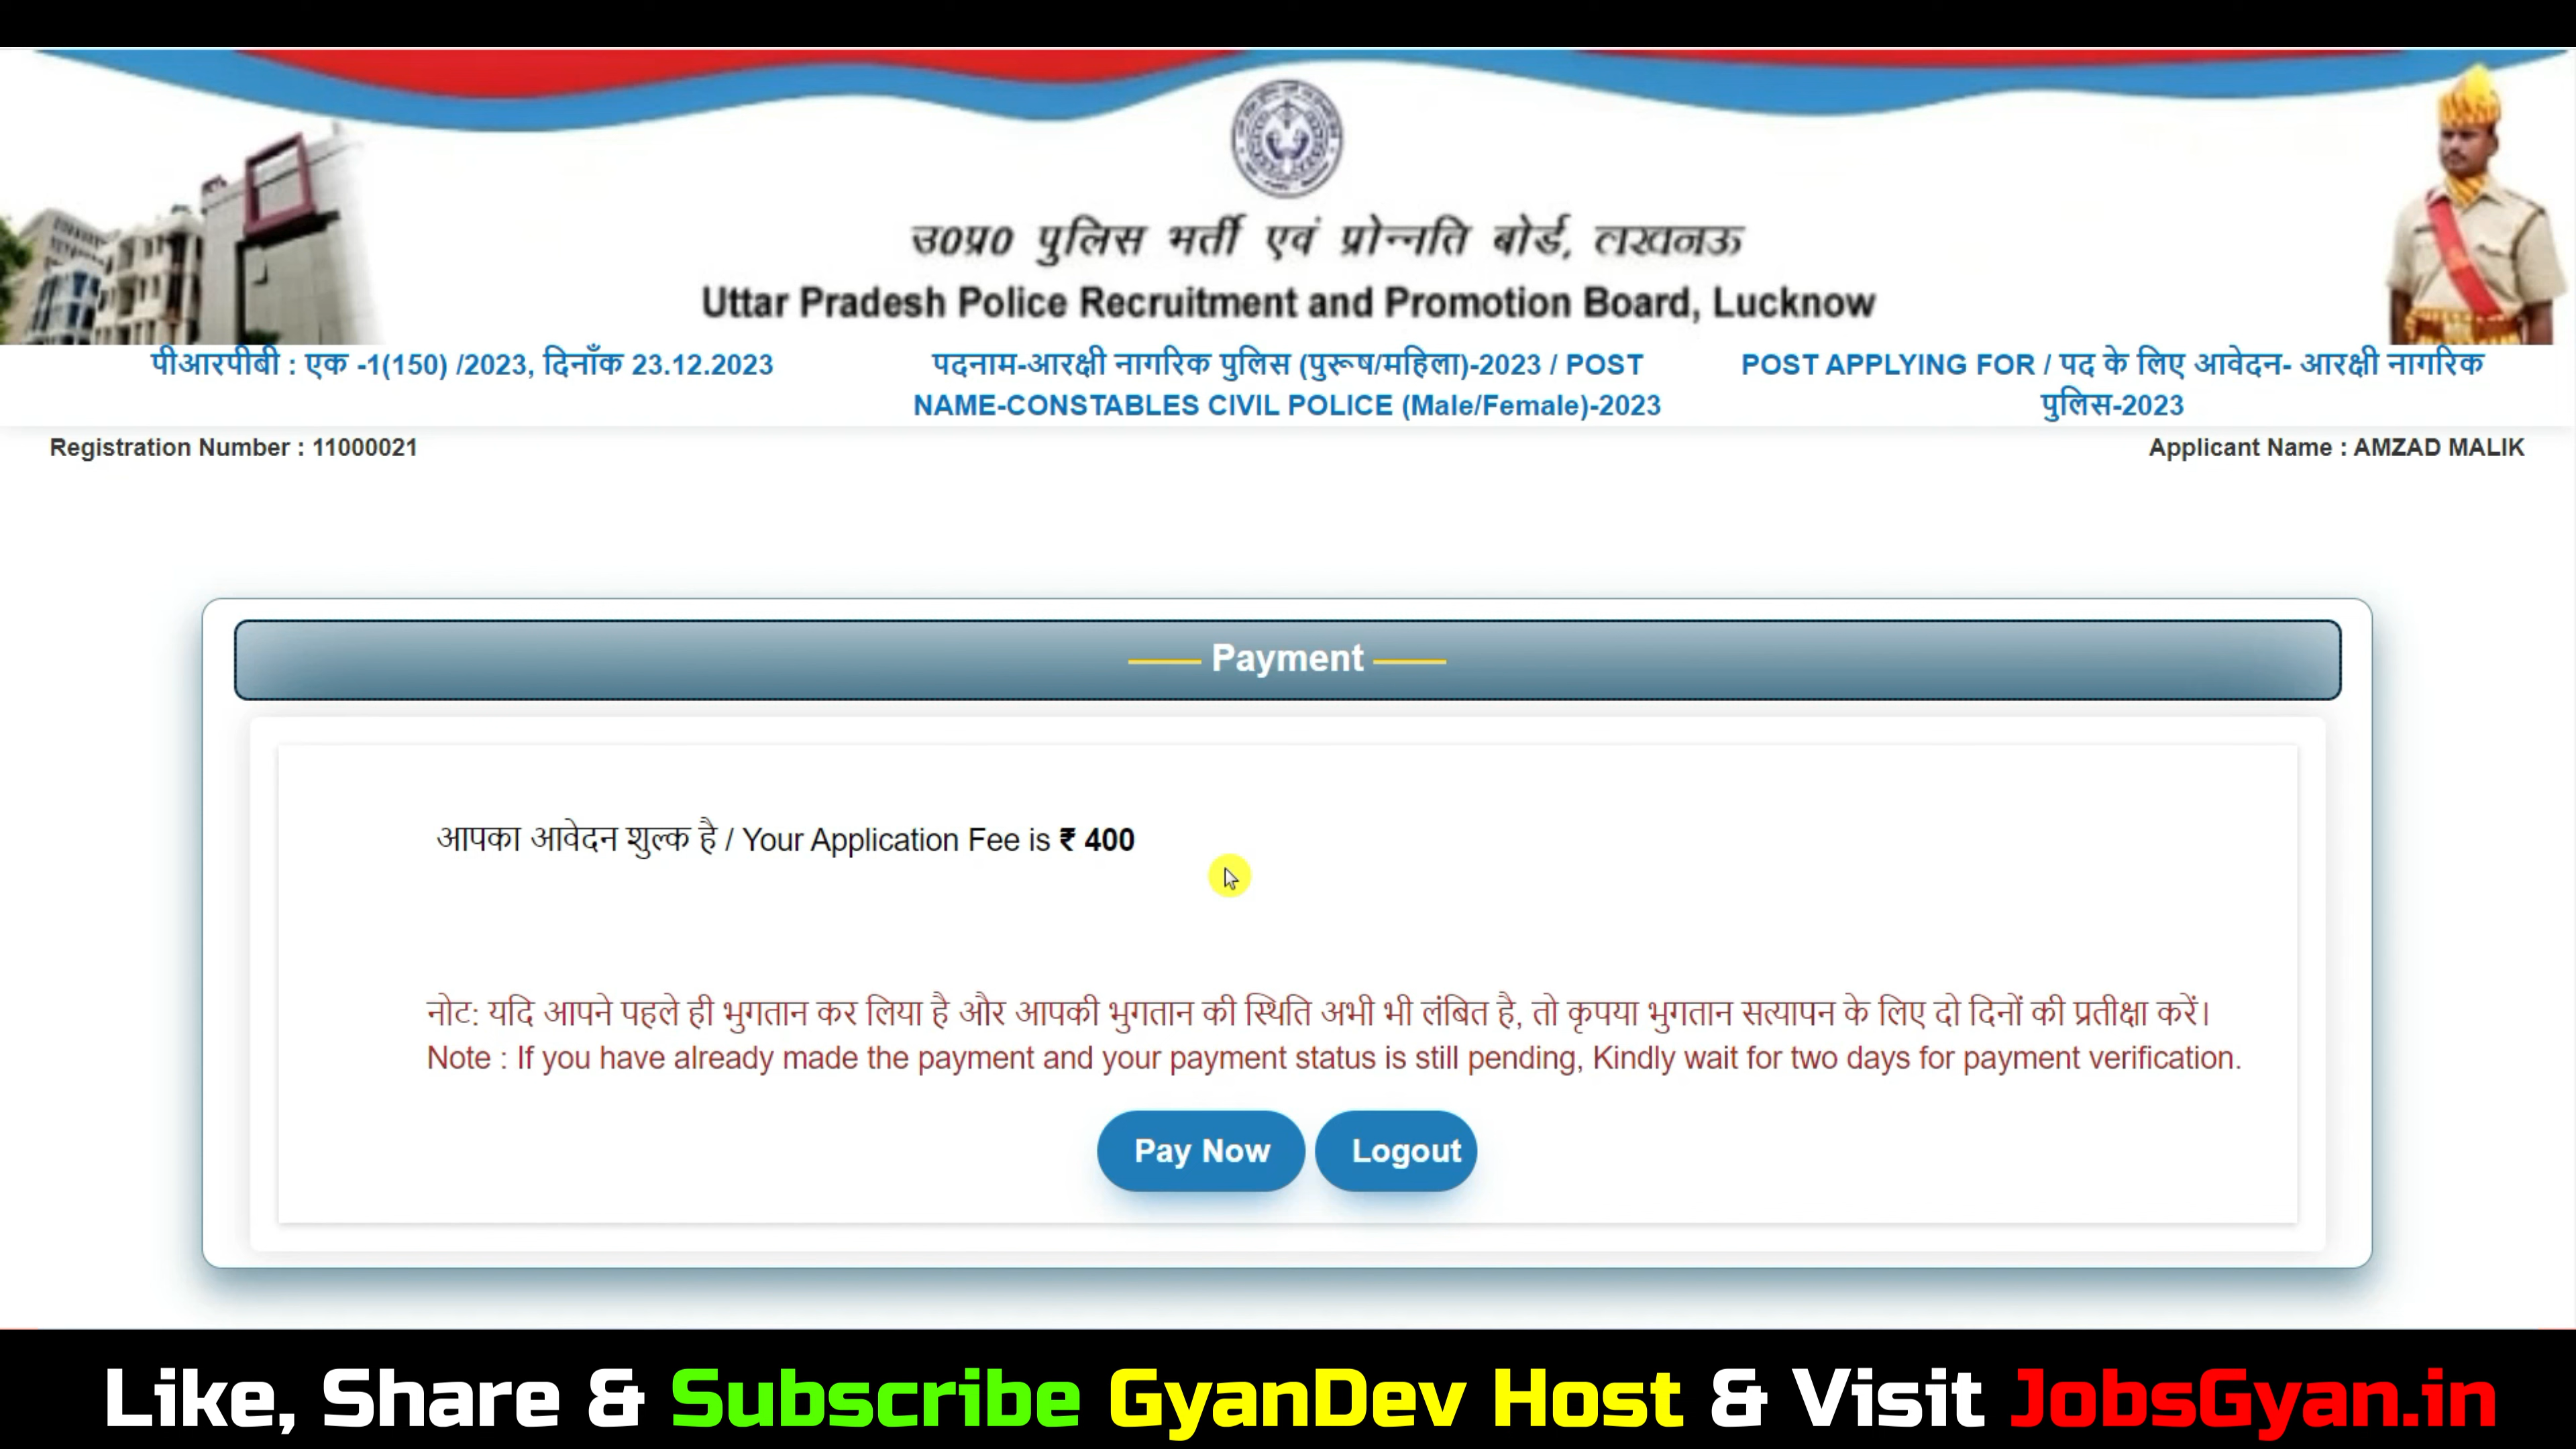 उ0प्र0 पुलिस भर्ती एवं प्रोन्नति बोर्ड, लखनऊ
Uttar Pradesh Police Recruitment and Promotion Board, Lucknow
पीआरपीबी : एक -1(150) /2023, दिनाँक 23.12.2023
पदनाम-आरक्षी नागरिक पुलिस (पुरूष/महिला)-2023 / POST
NAME-CONSTABLES CIVIL POLICE (Male/Female)-2023
POST APPLYING FOR / पद के लिए आवेदन- आरक्षी नागरिक
पुलिस-2023
Registration Number : 11000021
Applicant Name : AMZAD MALIK
Payment
आपका आवेदन शुल्क है / Your Application Fee is ₹ 400
नोट: यदि आपने पहले ही भुगतान कर लिया है और आपकी भुगतान की स्थिति अभी भी लंबित है, तो कृपया भुगतान सत्यापन के लिए दो दिनों की प्रतीक्षा करें।
Note : If you have already made the payment and your payment status is still pending, Kindly wait for two days for payment verification.
Pay Now
Logout
Like, Share & Subscribe GyanDev Host & Visit JobsGyan.in